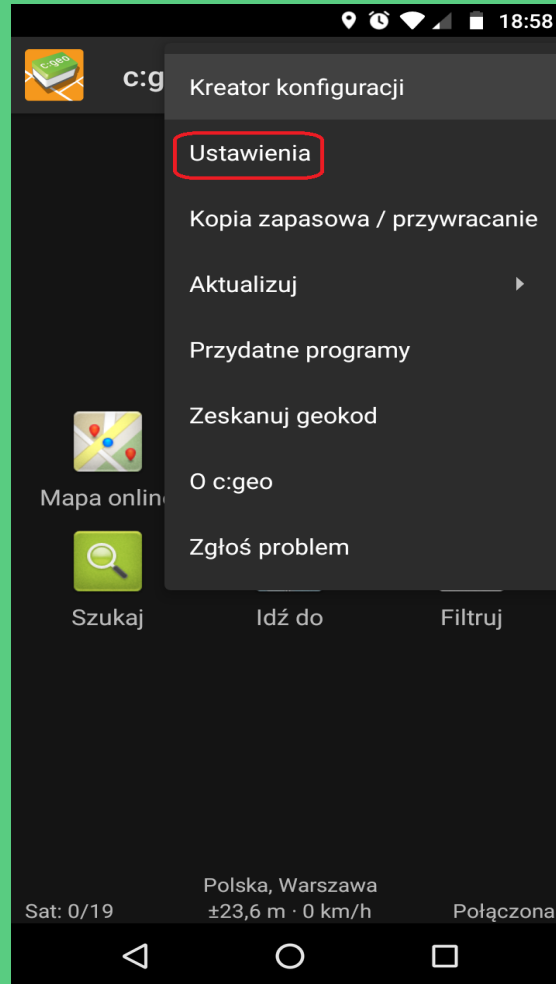 18:58
c:geo
c:g
Kreator konfiguracji
Ustawienia
Kopia zapasowa / przywracanie
Aktualizuj
Przydatne programy
Zeskanuj geokod
O c:geo
Zgłoś problem
Mapa onlin
Szukaj
Idź do
Filtruj
Polska, Warszawa
Sat: 0/19
±23,6 m · 0 km/h
Połączona